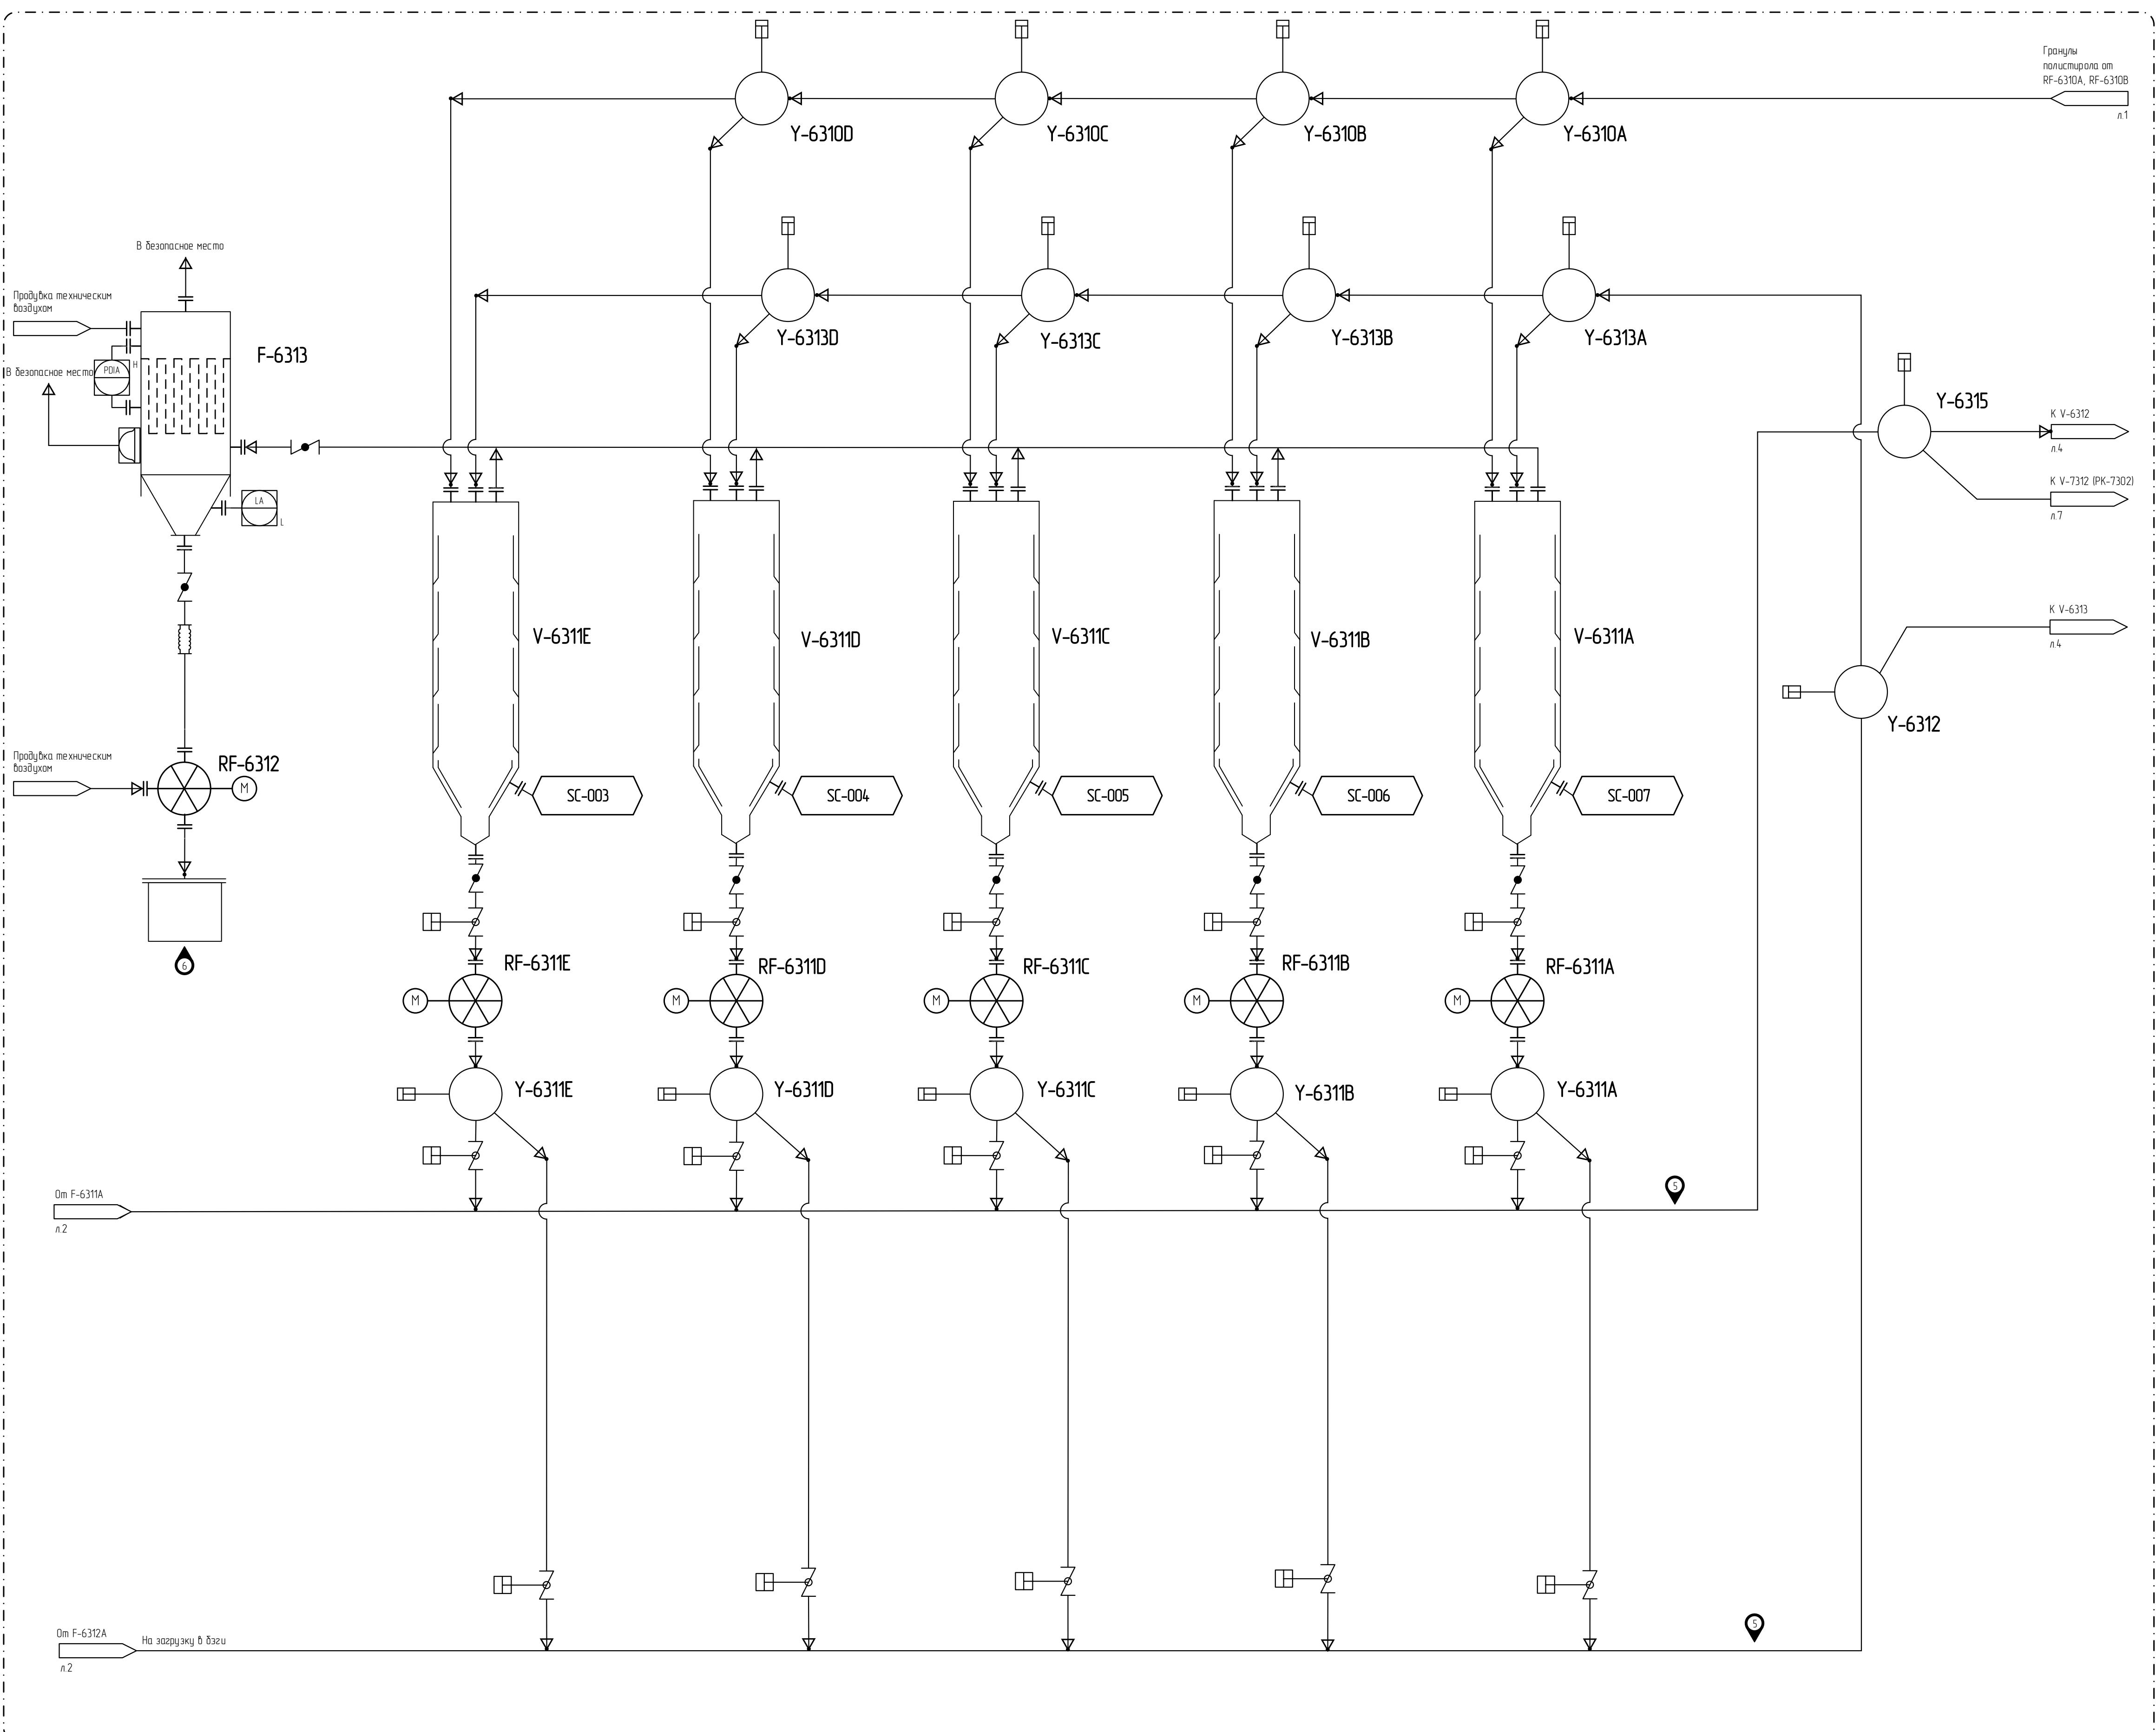 Гранулы
полистирола от
RF-6310A, RF-6310B
л.1
Y-6310D
Y-6310C
Y-6310B
Y-6310A
В безопасное место
Продувка техническим
воздухом
F-6313
PDIA
H
В безопасное место
Y-6313D
Y-6313C
Y-6313B
Y-6313A
Y-6315
К V-6312
л.4
К V-7312 (РК-7302)
л.7
LA
L
V-6311E
V-6311D
V-6311C
V-6311B
V-6311A
К V-6313
л.4
Y-6312
Продувка техническим
воздухом
RF-6312
M
SC-003
SC-004
SC-005
SC-006
SC-007
6
RF-6311E
RF-6311D
RF-6311C
RF-6311B
RF-6311A
M
M
M
M
M
Y-6311E
Y-6311D
Y-6311C
Y-6311B
Y-6311A
От F-6311A
л.2
5
От F-6312A
На загрузку в бэги
л.2
5